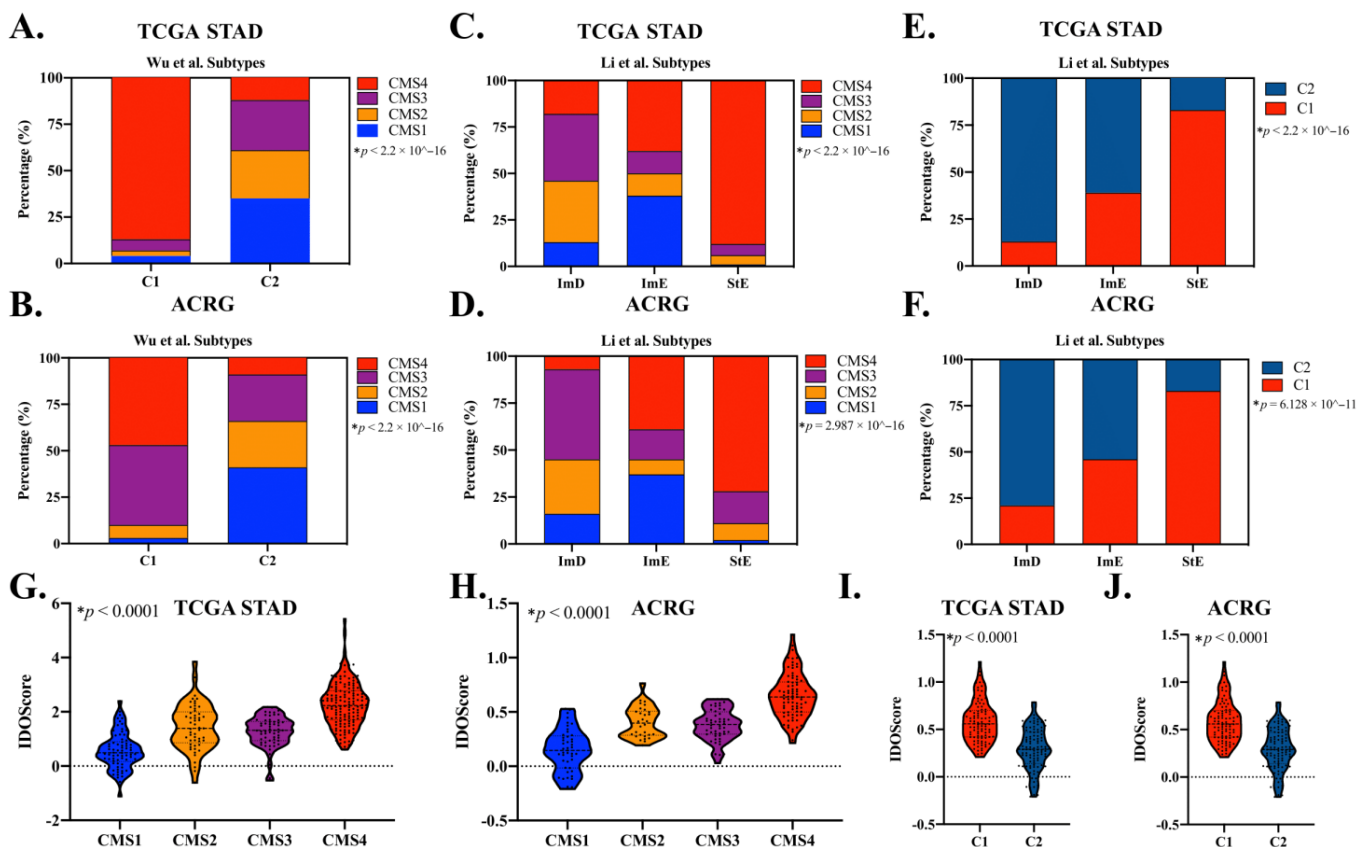 A.
TCGA STAD
Wu et al. Subtypes
Percentage (%)
100
75
50
25
0
C1
C2
CMS4
CMS3
CMS2
CMS1
*p < 2.2 × 10^–16
C.
TCGA STAD
Li et al. Subtypes
Percentage (%)
100
75
50
25
0
ImD
ImE
StE
CMS4
CMS3
CMS2
CMS1
*p < 2.2 × 10^–16
E.
TCGA STAD
Li et al. Subtypes
Percentage (%)
100
75
50
25
0
ImD
ImE
StE
C2
C1
*p < 2.2 × 10^–16
B.
ACRG
Wu et al. Subtypes
Percentage (%)
100
75
50
25
0
C1
C2
CMS4
CMS3
CMS2
CMS1
*p < 2.2 × 10^–16
D.
ACRG
Li et al. Subtypes
Percentage (%)
100
75
50
25
0
ImD
ImE
StE
CMS4
CMS3
CMS2
CMS1
*p = 2.987 × 10^–16
F.
ACRG
Li et al. Subtypes
Percentage (%)
100
75
50
25
0
ImD
ImE
StE
C2
C1
*p = 6.128 × 10^–11
G.
TCGA STAD
*p < 0.0001
IDOScore
6
4
2
0
-2
CMS1
CMS2
CMS3
CMS4
H.
ACRG
*p < 0.0001
IDOScore
1.5
1.0
0.5
0.0
-0.5
CMS1
CMS2
CMS3
CMS4
I.
TCGA STAD
*p < 0.0001
IDOScore
1.5
1.0
0.5
0.0
-0.5
C1
C2
J.
ACRG
*p < 0.0001
IDOScore
1.5
1.0
0.5
0.0
-0.5
C1
C2